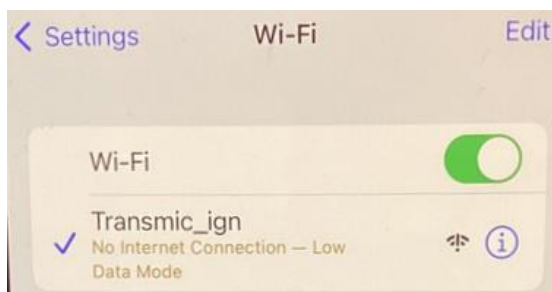 Settings
Wi-Fi
Edit
Wi-Fi
Transmic_ign
No Internet Connection — Low
Data Mode